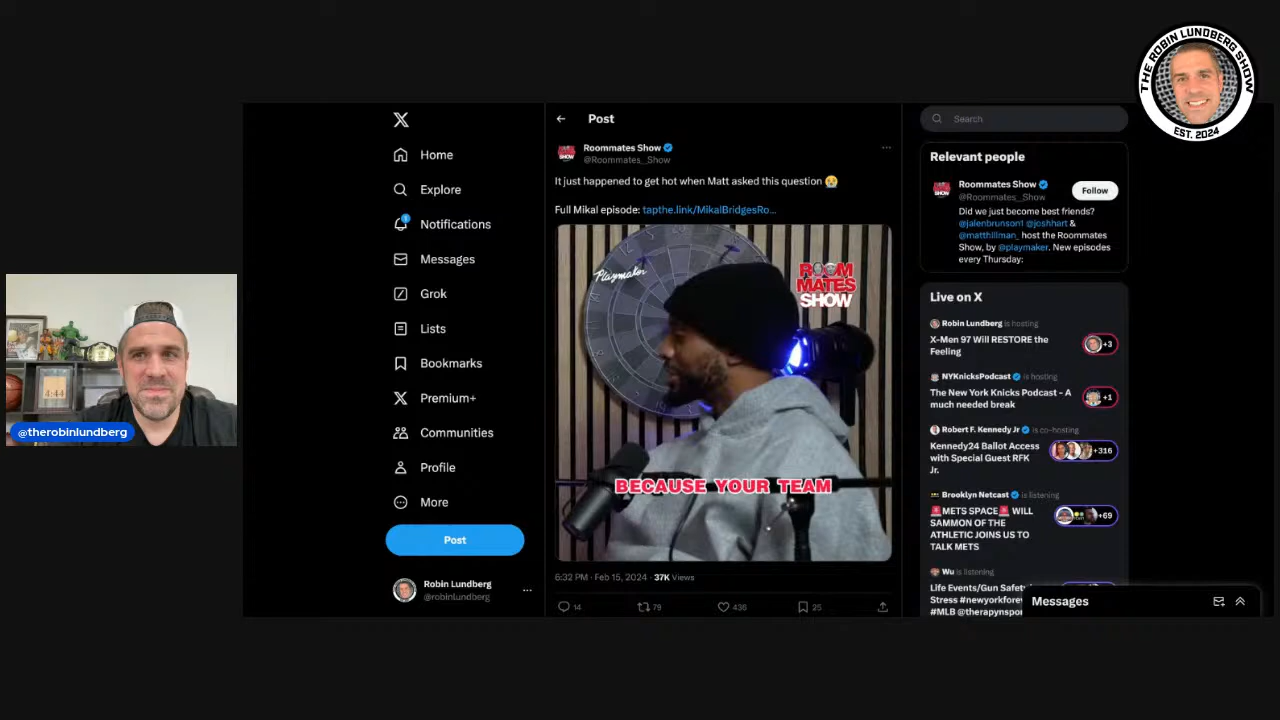 THE ROBIN LUNDBERG SHOW
EST. 2024
@therobinlundberg
Home
Explore
1
Notifications
Messages
Grok
Lists
Bookmarks
Premium+
Communities
Profile
More
Post
Robin Lundberg
@robinlundberg
Post
Roommates Show
@Roommates__Show
It just happened to get hot when Matt asked this question
Full Mikal episode: tapthe.link/MikalBridgesRo...
Playmaker
ROOM
MATES
SHOW
BECAUSE YOUR TEAM
6:32 PM · Feb 15, 2024 · 37K Views
14
79
436
25
Search
Relevant people
Roommates Show
@Roommates__Show
Follow
Did we just become best friends?
@jalenbrunson1 @joshhart &
@matthillman_ host the Roommates
Show, by @playmaker. New episodes
every Thursday:
Live on X
Robin Lundberg is hosting
X-Men 97 Will RESTORE the
Feeling
+3
NYKnicksPodcast is hosting
The New York Knicks Podcast - A
much needed break
+1
Robert F. Kennedy Jr is co-hosting
Kennedy24 Ballot Access
with Special Guest RFK
Jr.
+316
Brooklyn Netcast is listening
METS SPACE WILL
SAMMON OF THE
ATHLETIC JOINS US TO
TALK METS
+69
Wu is listening
Life Events/Gun Safety
Stress #newyorkfore
#MLB @therapynspor
Messages